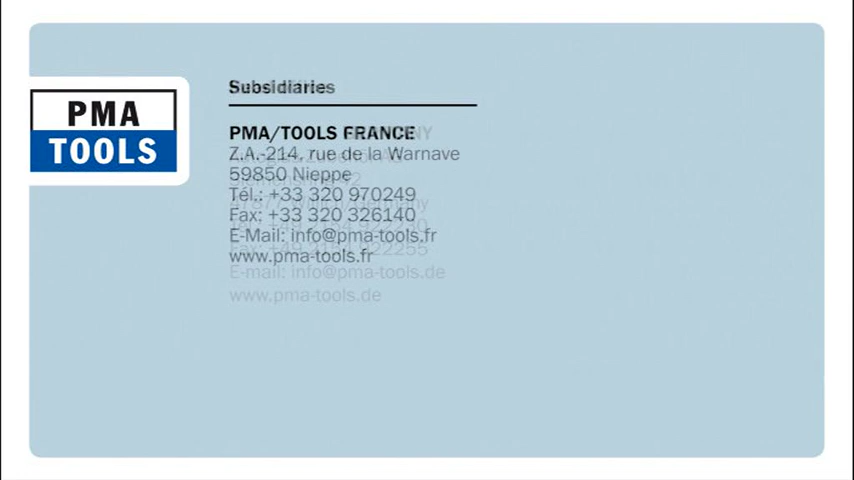 PMA
TOOLS
Subsidiaries
PMA/TOOLS FRANCE
Z.A.-214, rue de la Warnave
59850 Nieppe
Tél.: +33 320 970249
Fax: +33 320 326140
E-Mail: info@pma-tools.fr
www.pma-tools.fr
E-mail: info@pma-tools.de
www.pma-tools.de